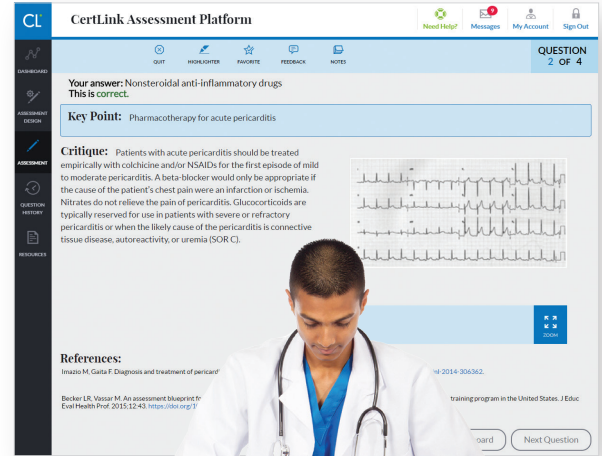 CL
CertLink Assessment Platform
Need Help?
9
Messages
My Account
Sign Out
DASHBOARD
ASSESSMENT
DESIGN
ASSESSMENT
QUESTION
HISTORY
RESOURCES
QUIT
HIGHLIGHTER
FAVORITE
FEEDBACK
NOTES
QUESTION
2 OF 4
Your answer: Nonsteroidal anti-inflammatory drugs
This is correct.
Key Point: Pharmacotherapy for acute pericarditis
Critique: Patients with acute pericarditis should be treated
empirically with colchicine and/or NSAIDs for the first episode of mild
to moderate pericarditis. A beta-blocker would only be appropriate if
the cause of the patient's chest pain were an infarction or ischemia.
Nitrates do not relieve the pain of pericarditis. Glucocorticoids are
typically reserved for use in patients with severe or refractory
pericarditis or when the likely cause of the pericarditis is connective
tissue disease, autoreactivity, or uremia (SOR C).
ZOOM
References:
Imazio M, Gaita F. Diagnosis and treatment of pericardi
nl-2014-306362.
Becker LR, Vassar M. An assessment blueprint fo
training program in the United States. J Educ
Eval Health Prof. 2015;12:43. https://doi.org/1
oard
Next Question